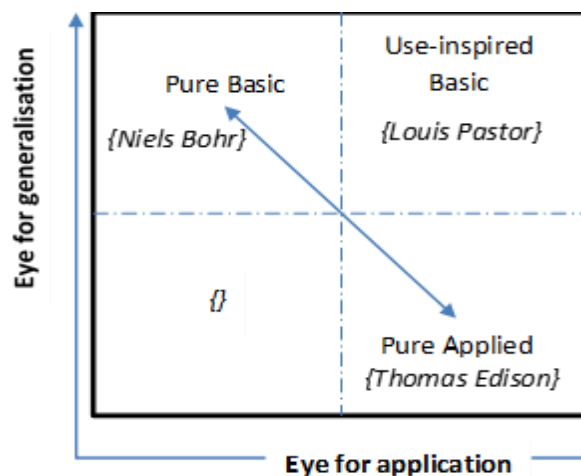 Use-inspired
Basic
Pure Basic
{Niels Bohr}
{Louis Pastor}
Eye for generalisation
{}
Pure Applied
{Thomas Edison}
Eye for application